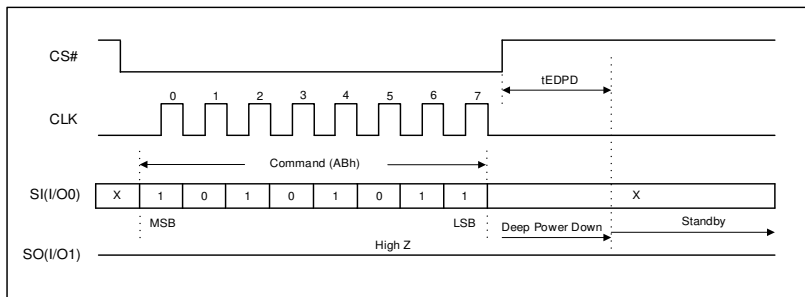 CS#
tEDPD
0 1 2 3 4 5 6 7
CLK
Command (ABh)
SI(I/O0) X 1 0 1 0 1 0 1 1 X
MSB LSB Deep Power Down Standby
High Z
SO(I/O1)